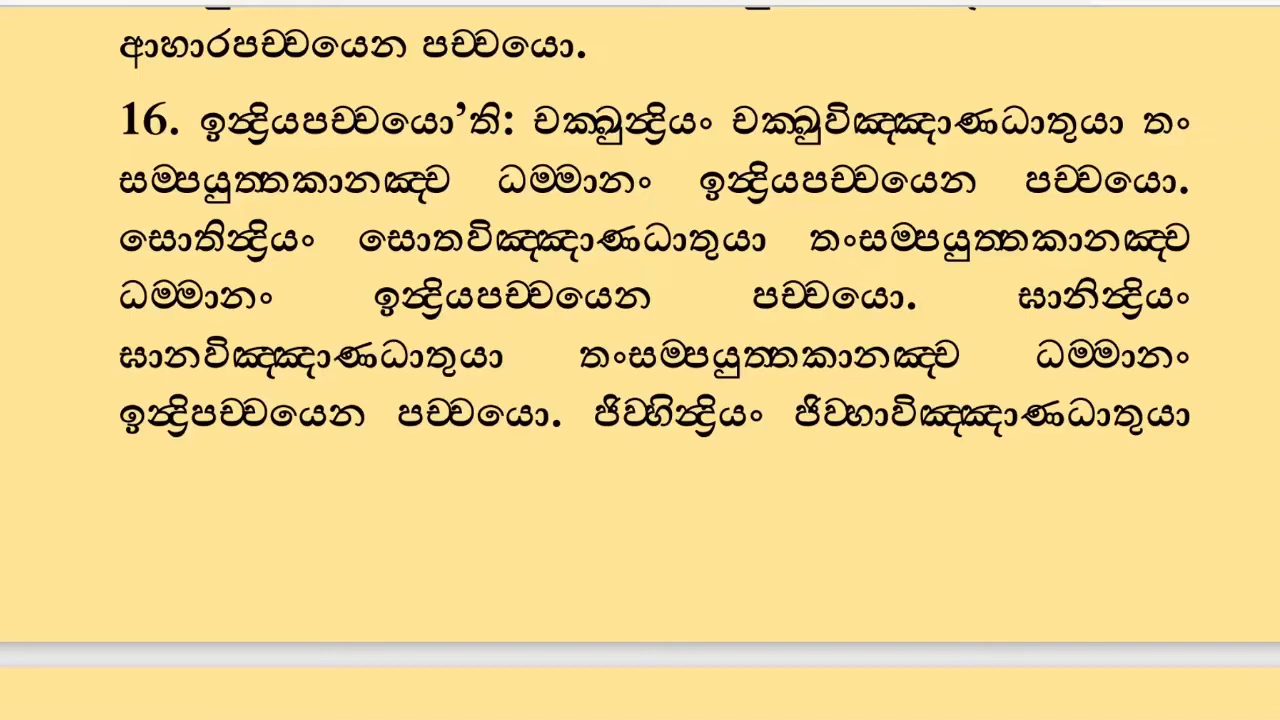 ආහාරපච්චයෙන පච්චයො.
16. ඉන්ද්‍රියපච්චයො’ති: චක්ඛුන්ද්‍රියං චක්ඛුවිඤ්ඤාණධාතුයා තං
සම්පයුත්තකානඤ්ච ධම්මානං ඉන්ද්‍රියපච්චයෙන පච්චයො.
සොතින්ද්‍රියං සොතවිඤ්ඤාණධාතුයා තංසම්පයුත්තකානඤ්ච
ධම්මානං ඉන්ද්‍රියපච්චයෙන පච්චයො. ඝානින්ද්‍රියං
ඝානවිඤ්ඤාණධාතුයා තංසම්පයුත්තකානඤ්ච ධම්මානං
ඉන්ද්‍රිපච්චයෙන පච්චයො. ජිව්හින්ද්‍රියං ජිව්හාවිඤ්ඤාණධාතුයා